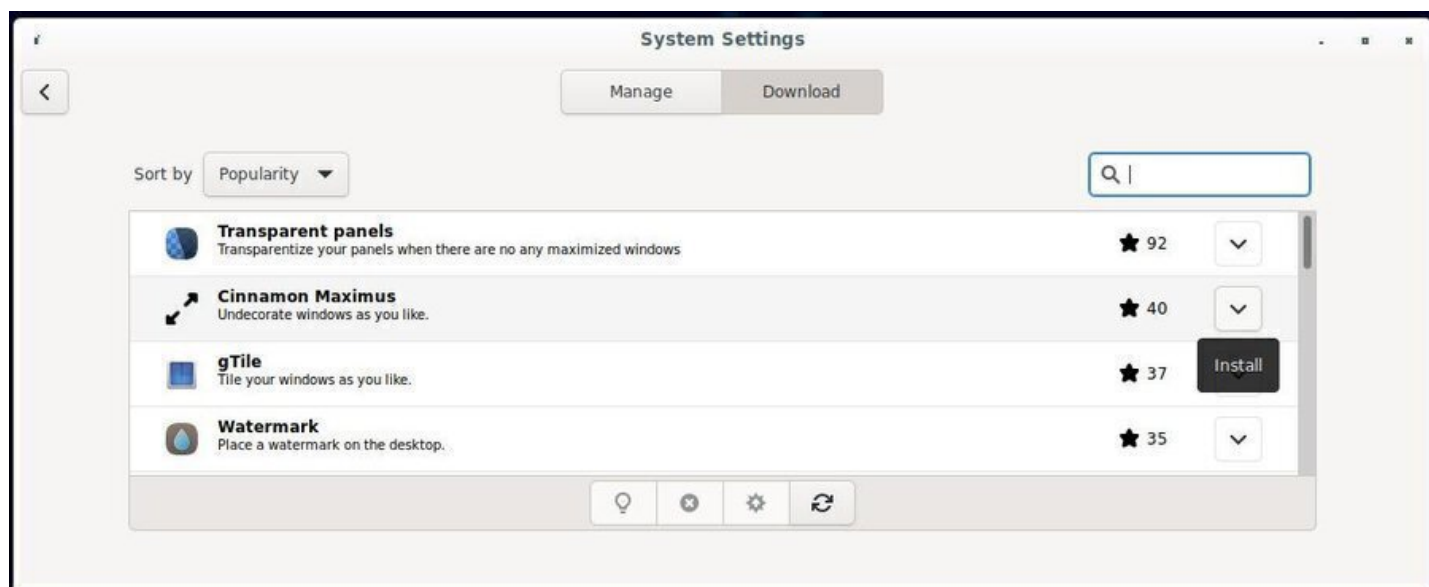 System Settings
Manage
Download
Sort by
Popularity
Transparent panels
Transparentize your panels when there are no any maximized windows
92
Cinnamon Maximus
Undecorate windows as you like.
40
gTile
Tile your windows as you like.
37
Install
Watermark
Place a watermark on the desktop.
35